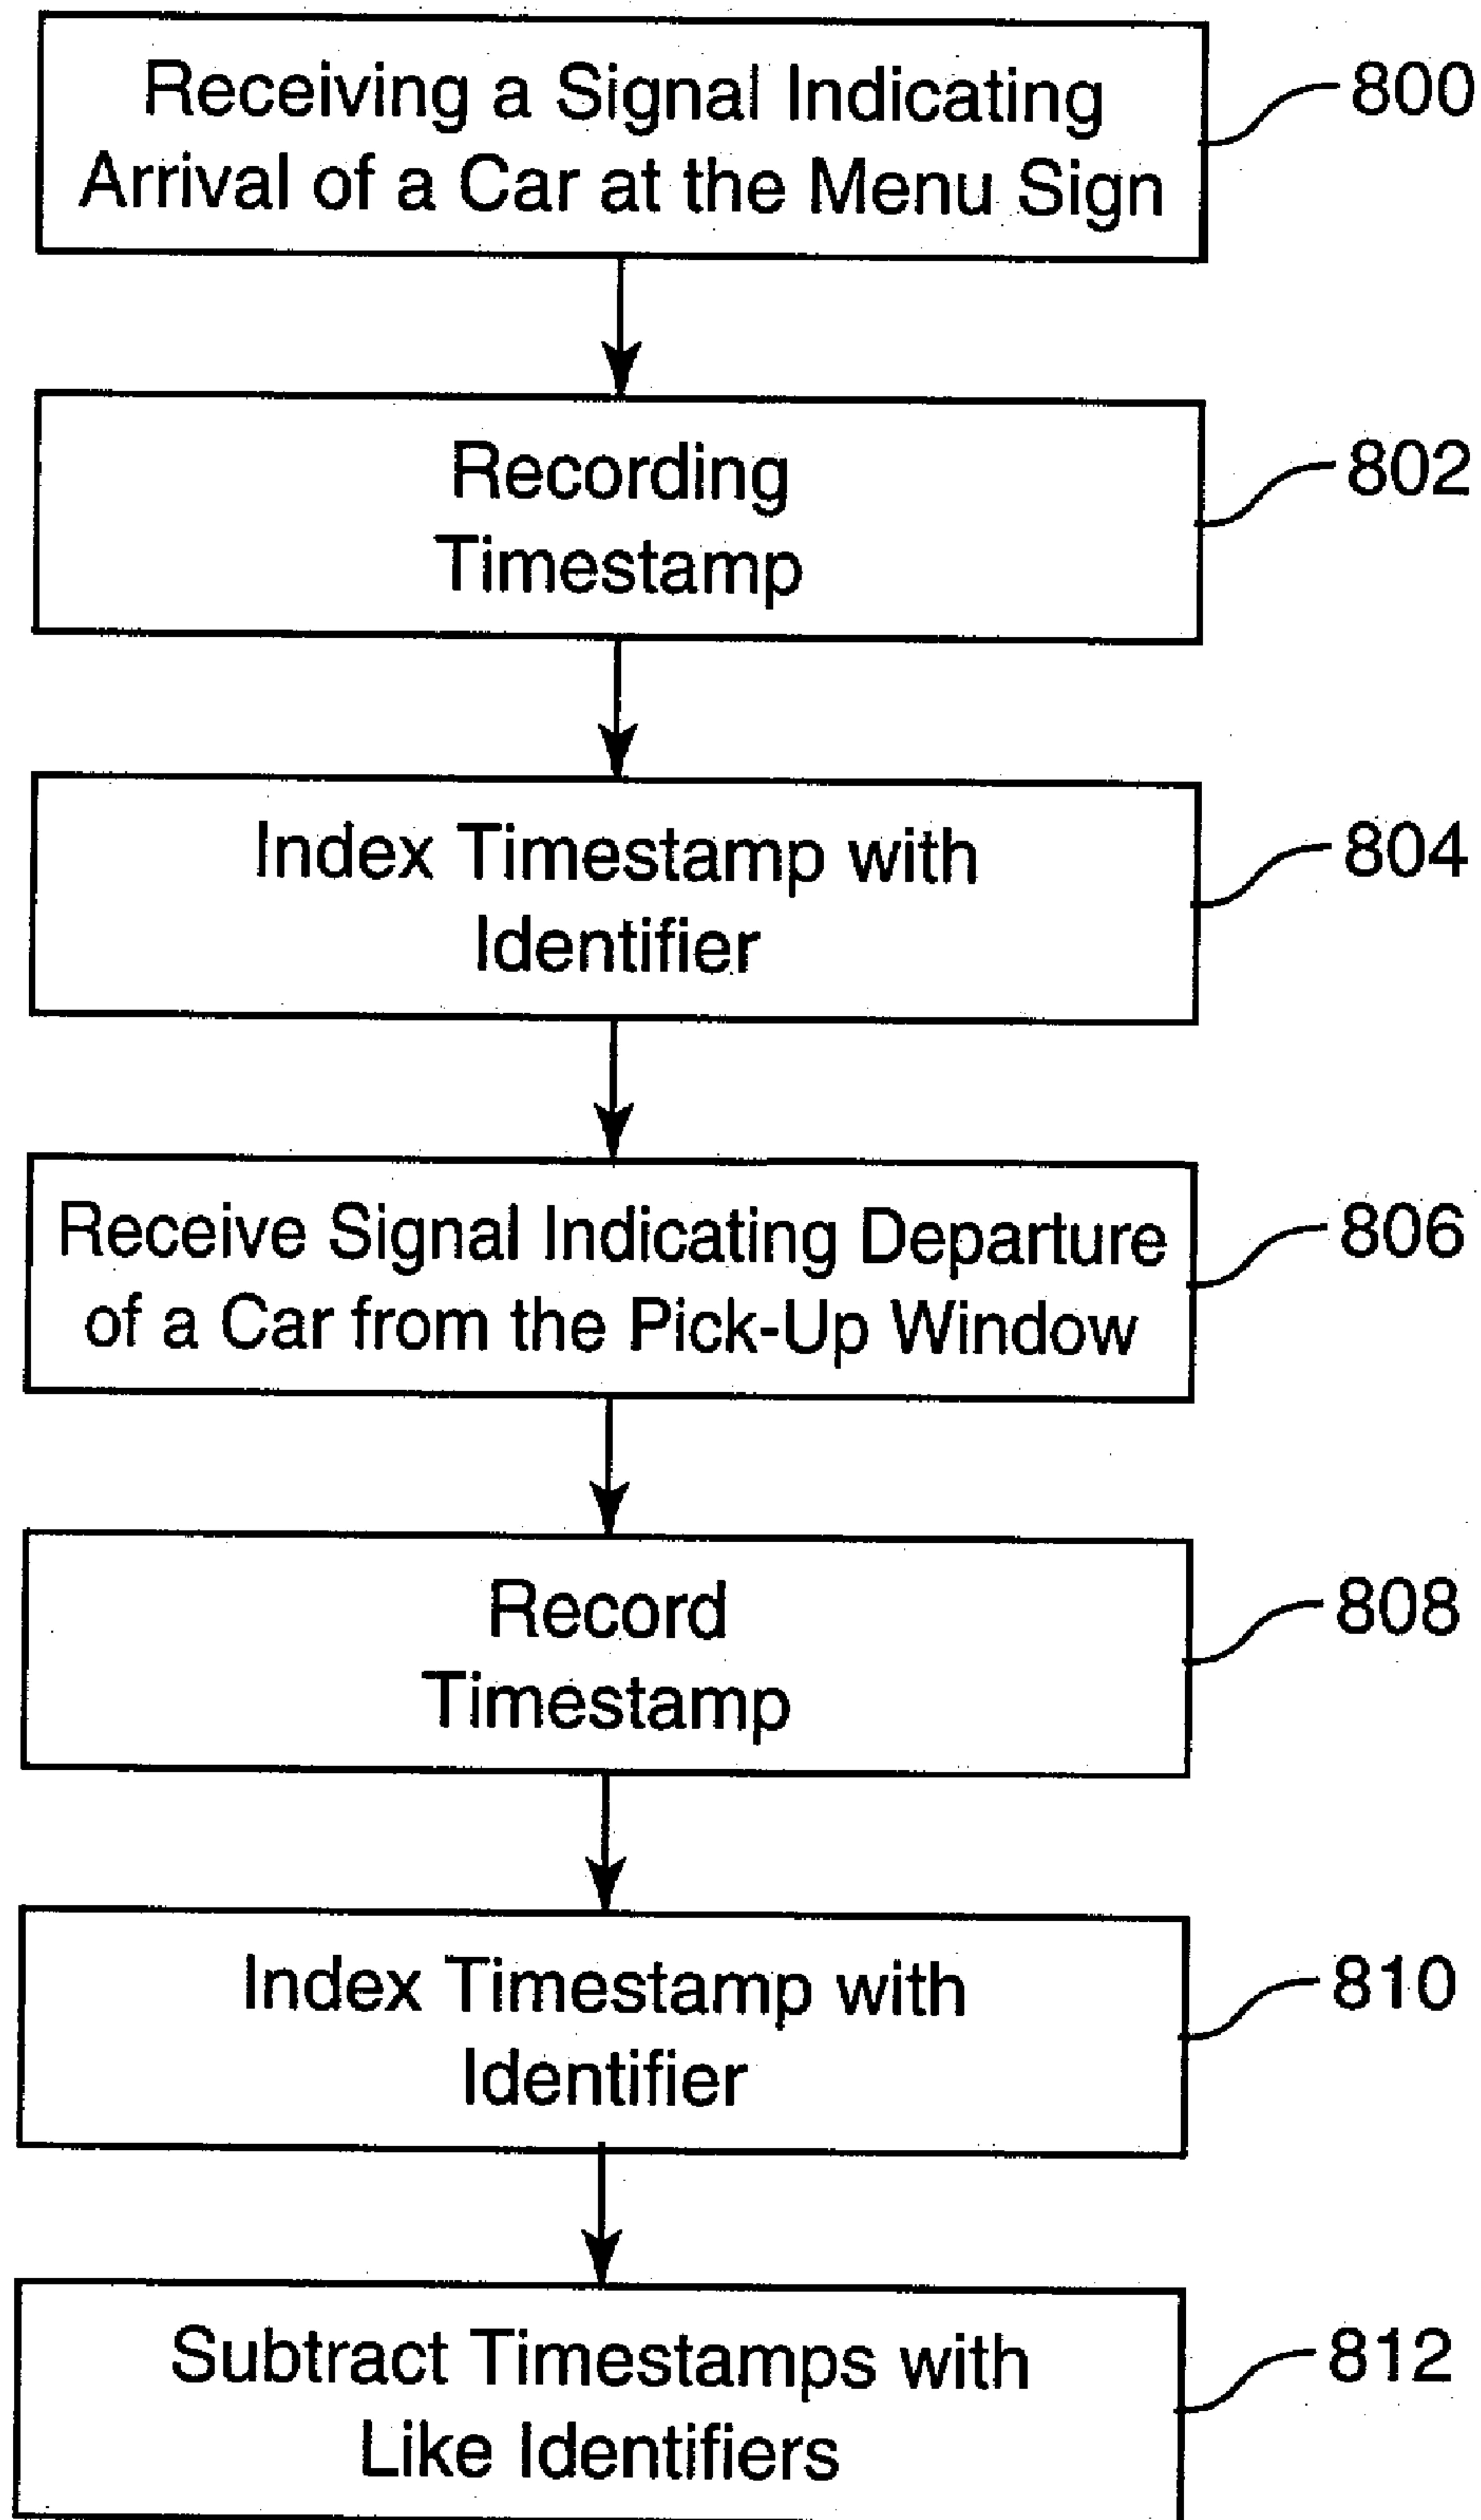 Receiving a Signal Indicating
Arrival of a Car at the Menu Sign
800
Recording
Timestamp
802
Index Timestamp with
Identifier
804
Receive Signal Indicating Departure
of a Car from the Pick-Up Window
806
Record
Timestamp
808
Index Timestamp with
Identifier
810
Subtract Timestamps with
Like Identifiers
812